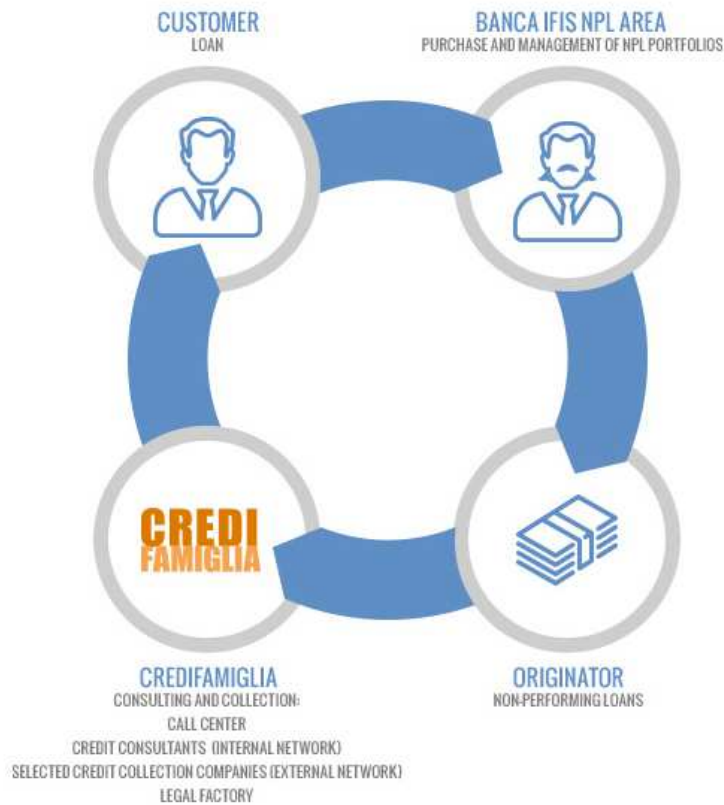 CUSTOMER
LOAN
BANCA IFIS NPL AREA
PURCHASE AND MANAGEMENT OF NPL PORTFOLIOS
CREDI
FAMIGLIA
CREDIFAMIGLIA
CONSULTING AND COLLECTION:
CALL CENTER
CREDIT CONSULTANTS (INTERNAL NETWORK)
SELECTED CREDIT COLLECTION COMPANIES (EXTERNAL NETWORK)
LEGAL FACTORY
ORIGINATOR
NON-PERFORMING LOANS